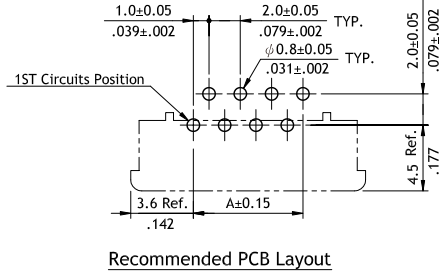 1.0±0.05
.039±.002
2.0±0.05
.079±.002
TYP.
2.0±0.05
.079±.002
ϕ0.8±0.05
.031±.002
TYP.
1ST Circuits Position
4.5 Ref.
.177
3.6 Ref.
.142
A±0.15
Recommended PCB Layout